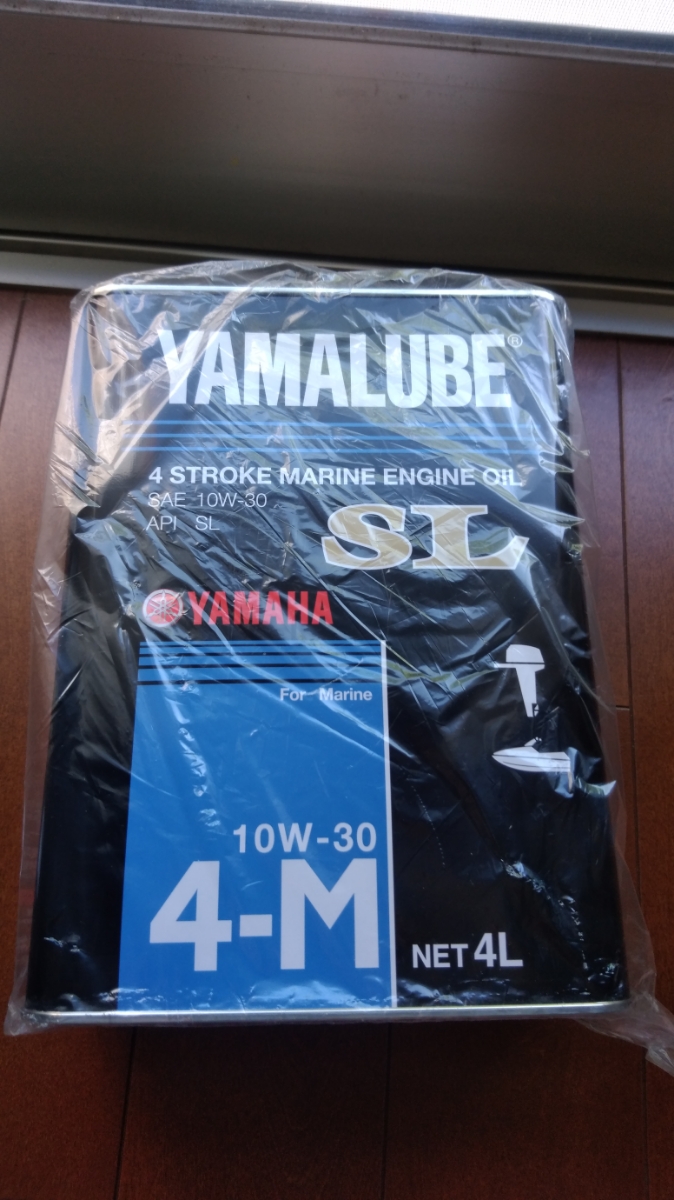 YAMALUBE®
4 STROKE MARINE ENGINE OIL
SAE 10W-30
API SL
SL
YAMAHA
For Marine
10W-30
4-M
NET 4L